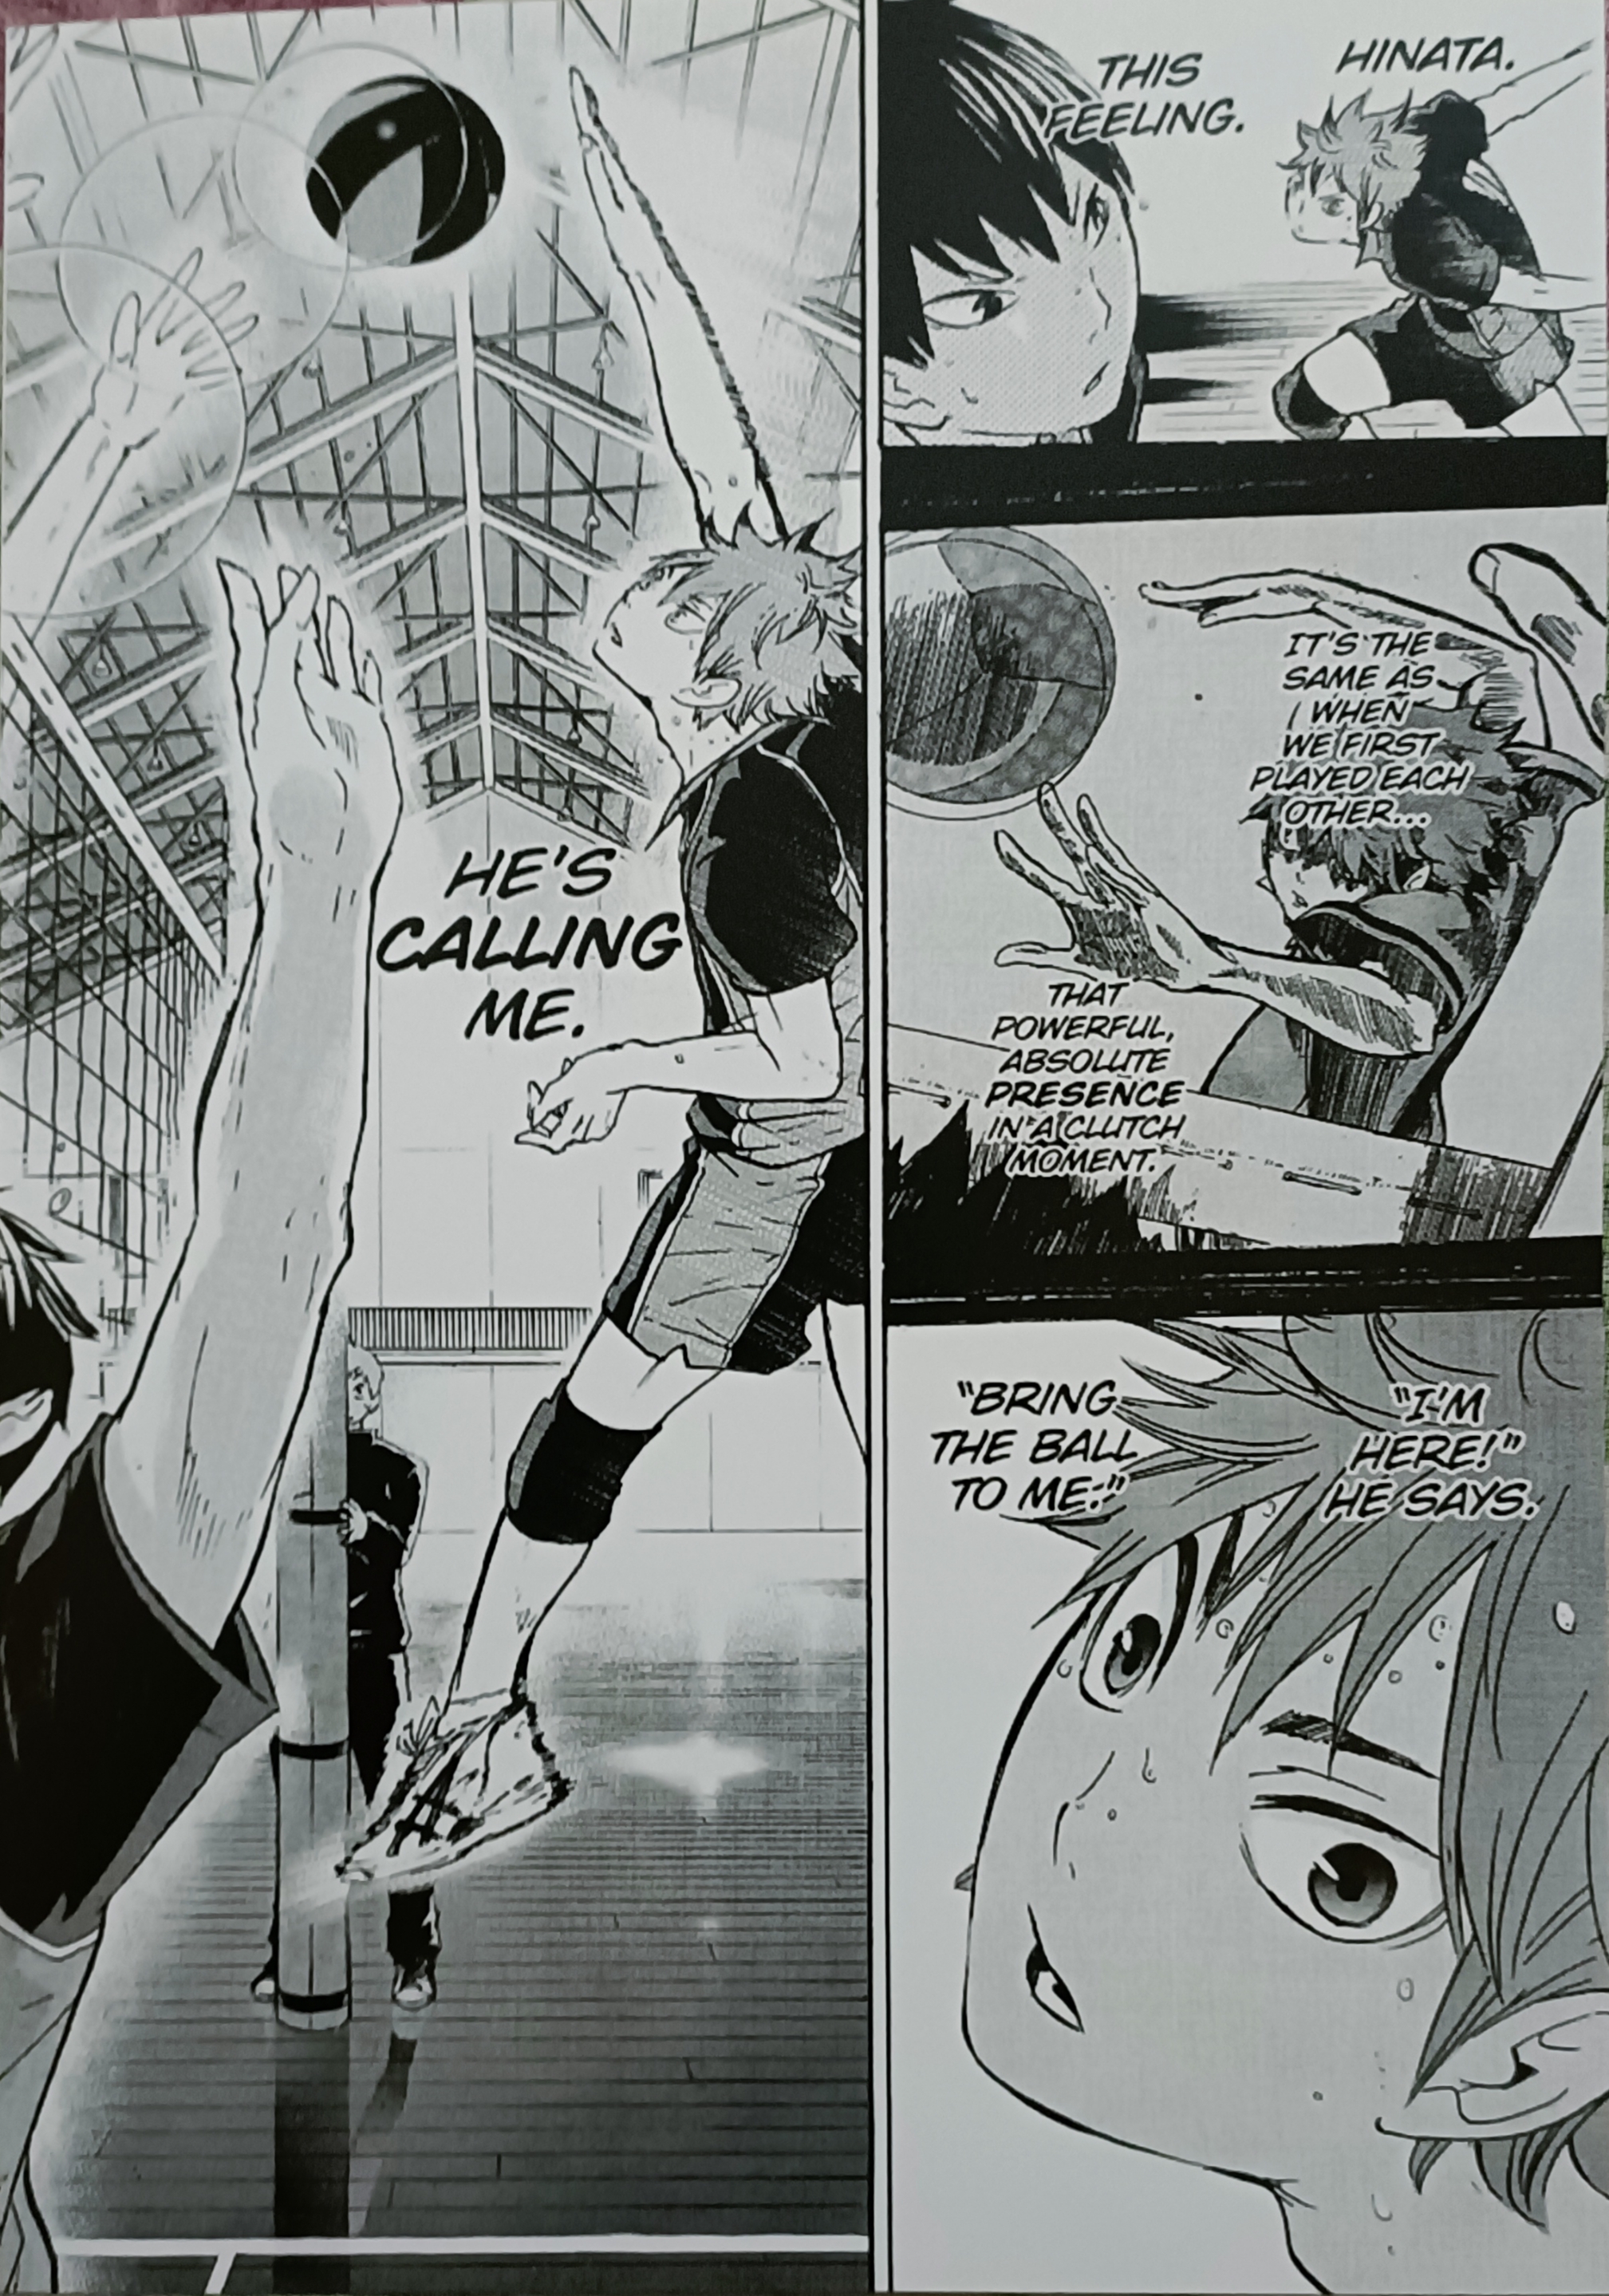 HINATA.
THIS
FEELING.
IT'S THE
SAME AS
WHEN
WE FIRST
PLAYED EACH
OTHER...
THAT
POWERFUL,
ABSOLUTE
PRESENCE
IN A CLUTCH
MOMENT.
"I'M
HERE!"
HE SAYS.
"BRING
THE BALL
TO ME."
HE'S
CALLING
ME.